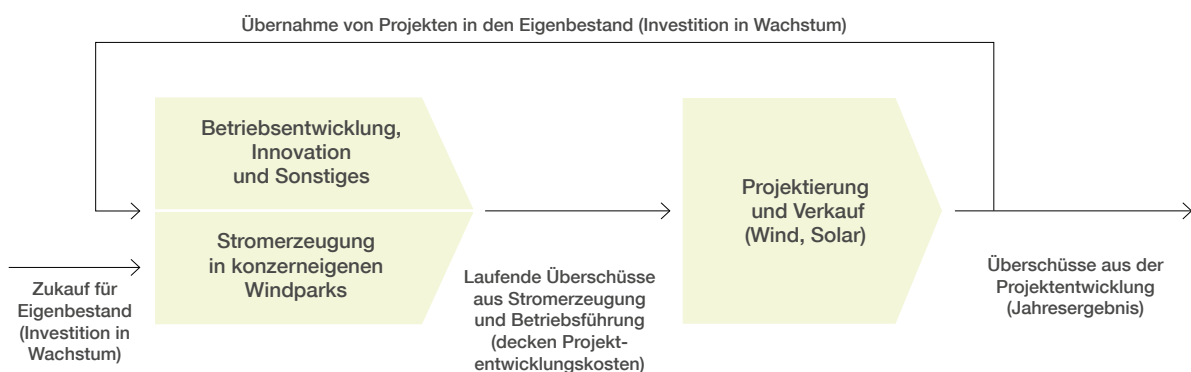 Übernahme von Projekten in den Eigenbestand (Investition in Wachstum)
Betriebsentwicklung,
Innovation
und Sonstiges
Stromerzeugung
in konzerneigenen
Windparks
Projektierung
und Verkauf
(Wind, Solar)
Zukauf für
Eigenbestand
(Investition in
Wachstum)
Laufende Überschüsse
aus Stromerzeugung
und Betriebsführung
(decken Projekt-
entwicklungskosten)
Überschüsse aus der
Projektentwicklung
(Jahresergebnis)